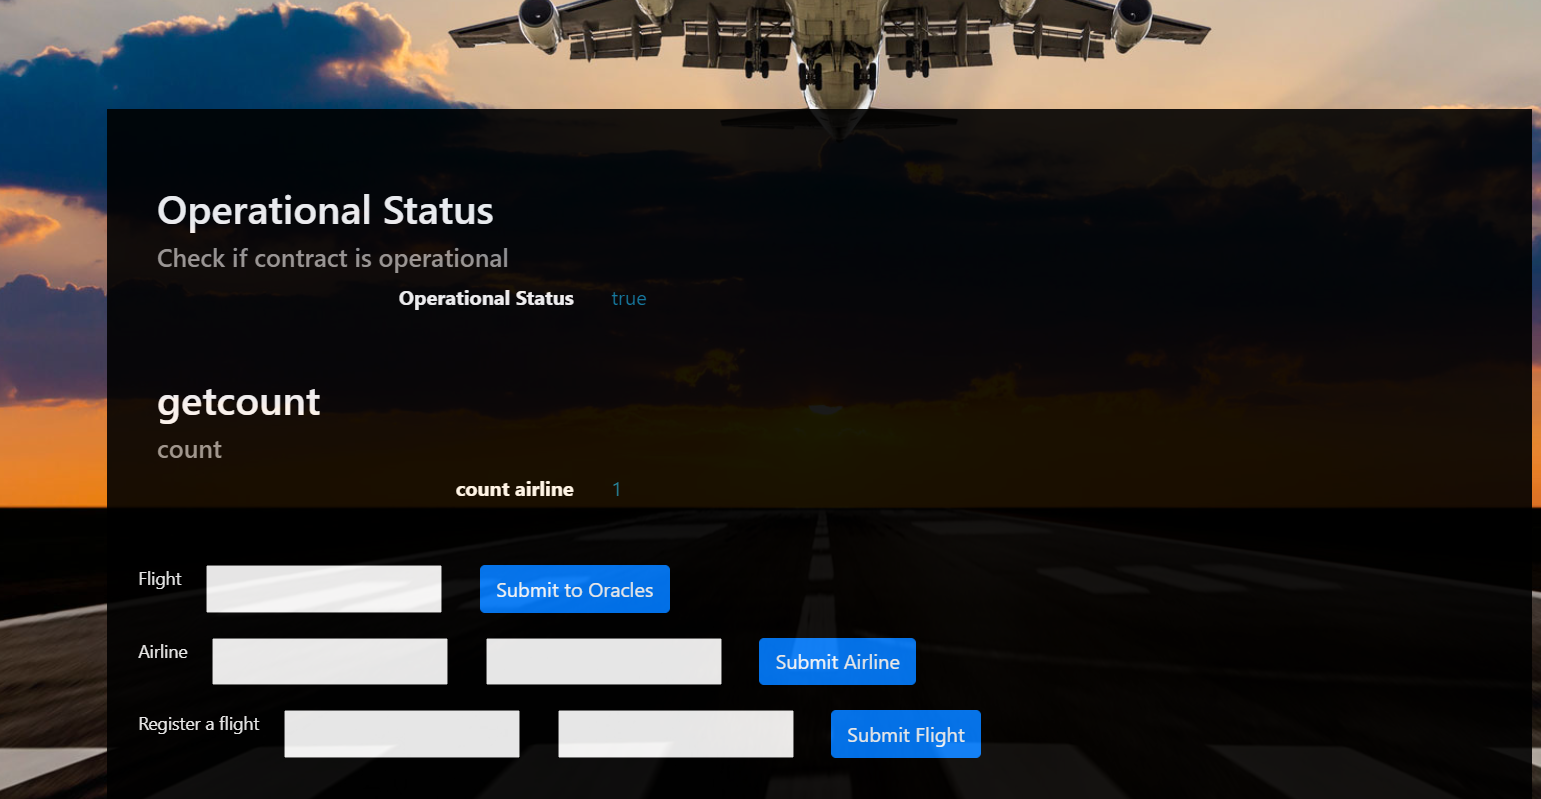 Operational Status
Check if contract is operational
Operational Status true
getcount
count
count airline 1
Flight Submit to Oracles
Airline Submit Airline
Register a flight Submit Flight